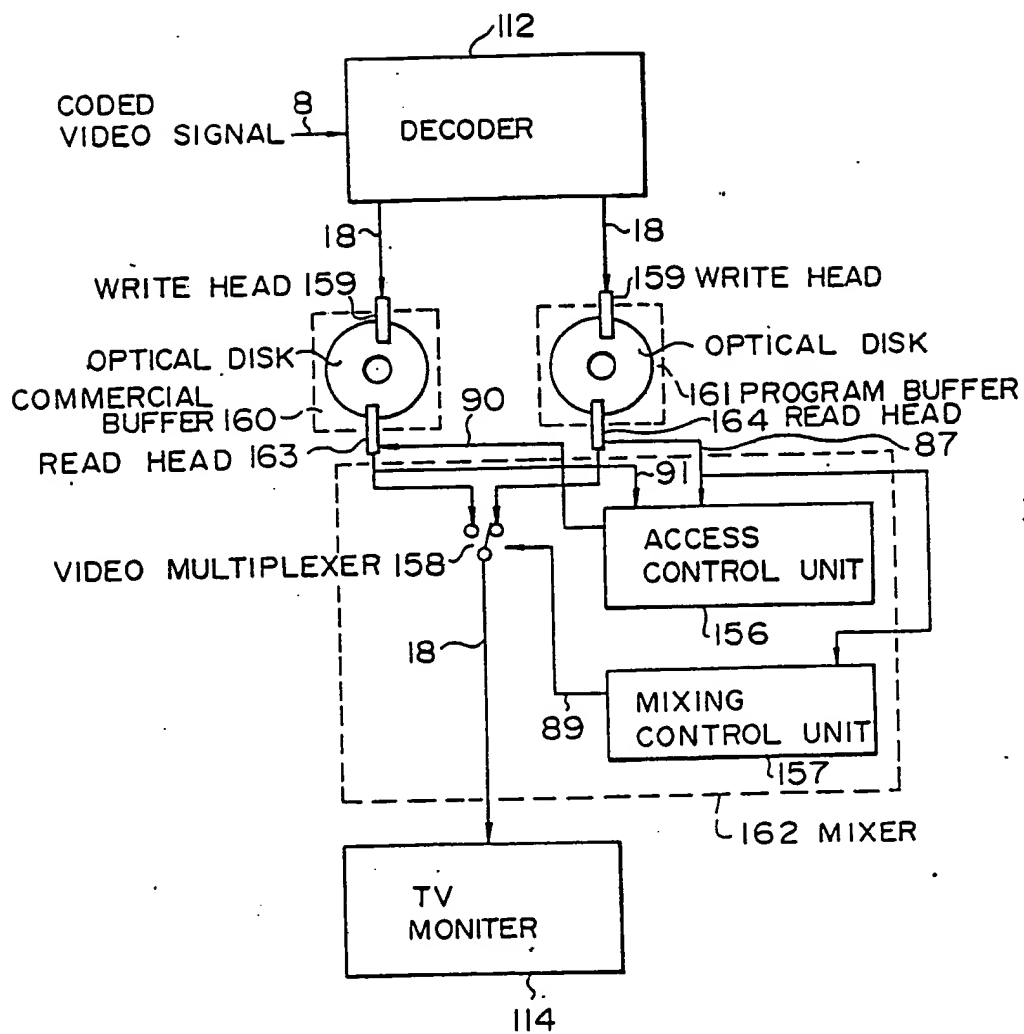 112
CODED
VIDEO SIGNAL
8
DECODER
18
18
WRITE HEAD 159
159 WRITE HEAD
OPTICAL DISK
OPTICAL DISK
COMMERCIAL
BUFFER 160
161 PROGRAM BUFFER
90
164 READ HEAD
READ HEAD 163
87
91
ACCESS
CONTROL UNIT
VIDEO MULTIPLEXER 158
156
18
MIXING
CONTROL UNIT
89
157
162 MIXER
TV
MONITER
114